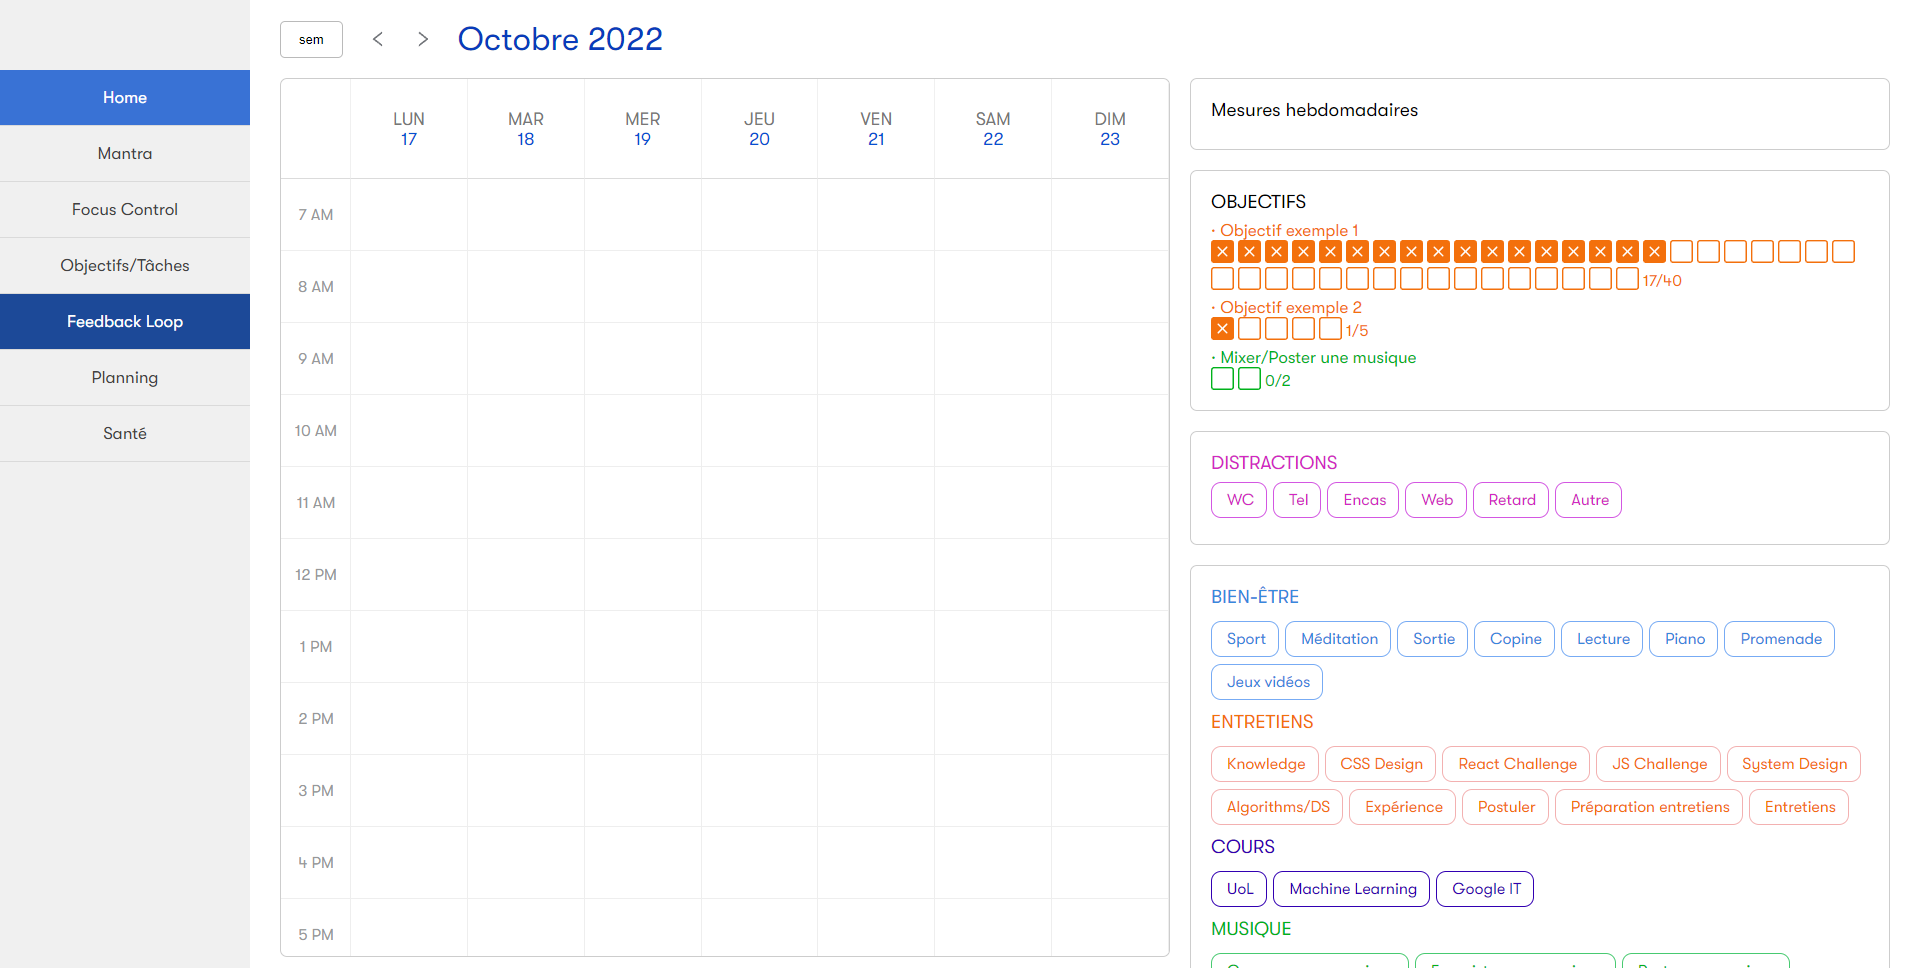 Home
Mantra
Focus Control
Objectifs/Tâches
Feedback Loop
Planning
Santé
sem
Octobre 2022
LUN MAR MER JEU VEN SAM DIM
17 18 19 20 21 22 23
7 AM
8 AM
9 AM
10 AM
11 AM
12 PM
1 PM
2 PM
3 PM
4 PM
5 PM
Mesures hebdomadaires
OBJECTIFS
· Objectif exemple 1
17/40
· Objectif exemple 2
1/5
· Mixer/Poster une musique
0/2
DISTRACTIONS
WC Tel Encas Web Retard Autre
BIEN-ÊTRE
Sport Méditation Sortie Copine Lecture Piano Promenade
Jeux vidéos
ENTRETIENS
Knowledge CSS Design React Challenge JS Challenge System Design
Algorithms/DS Expérience Postuler Préparation entretiens Entretiens
COURS
UoL Machine Learning Google IT
MUSIQUE